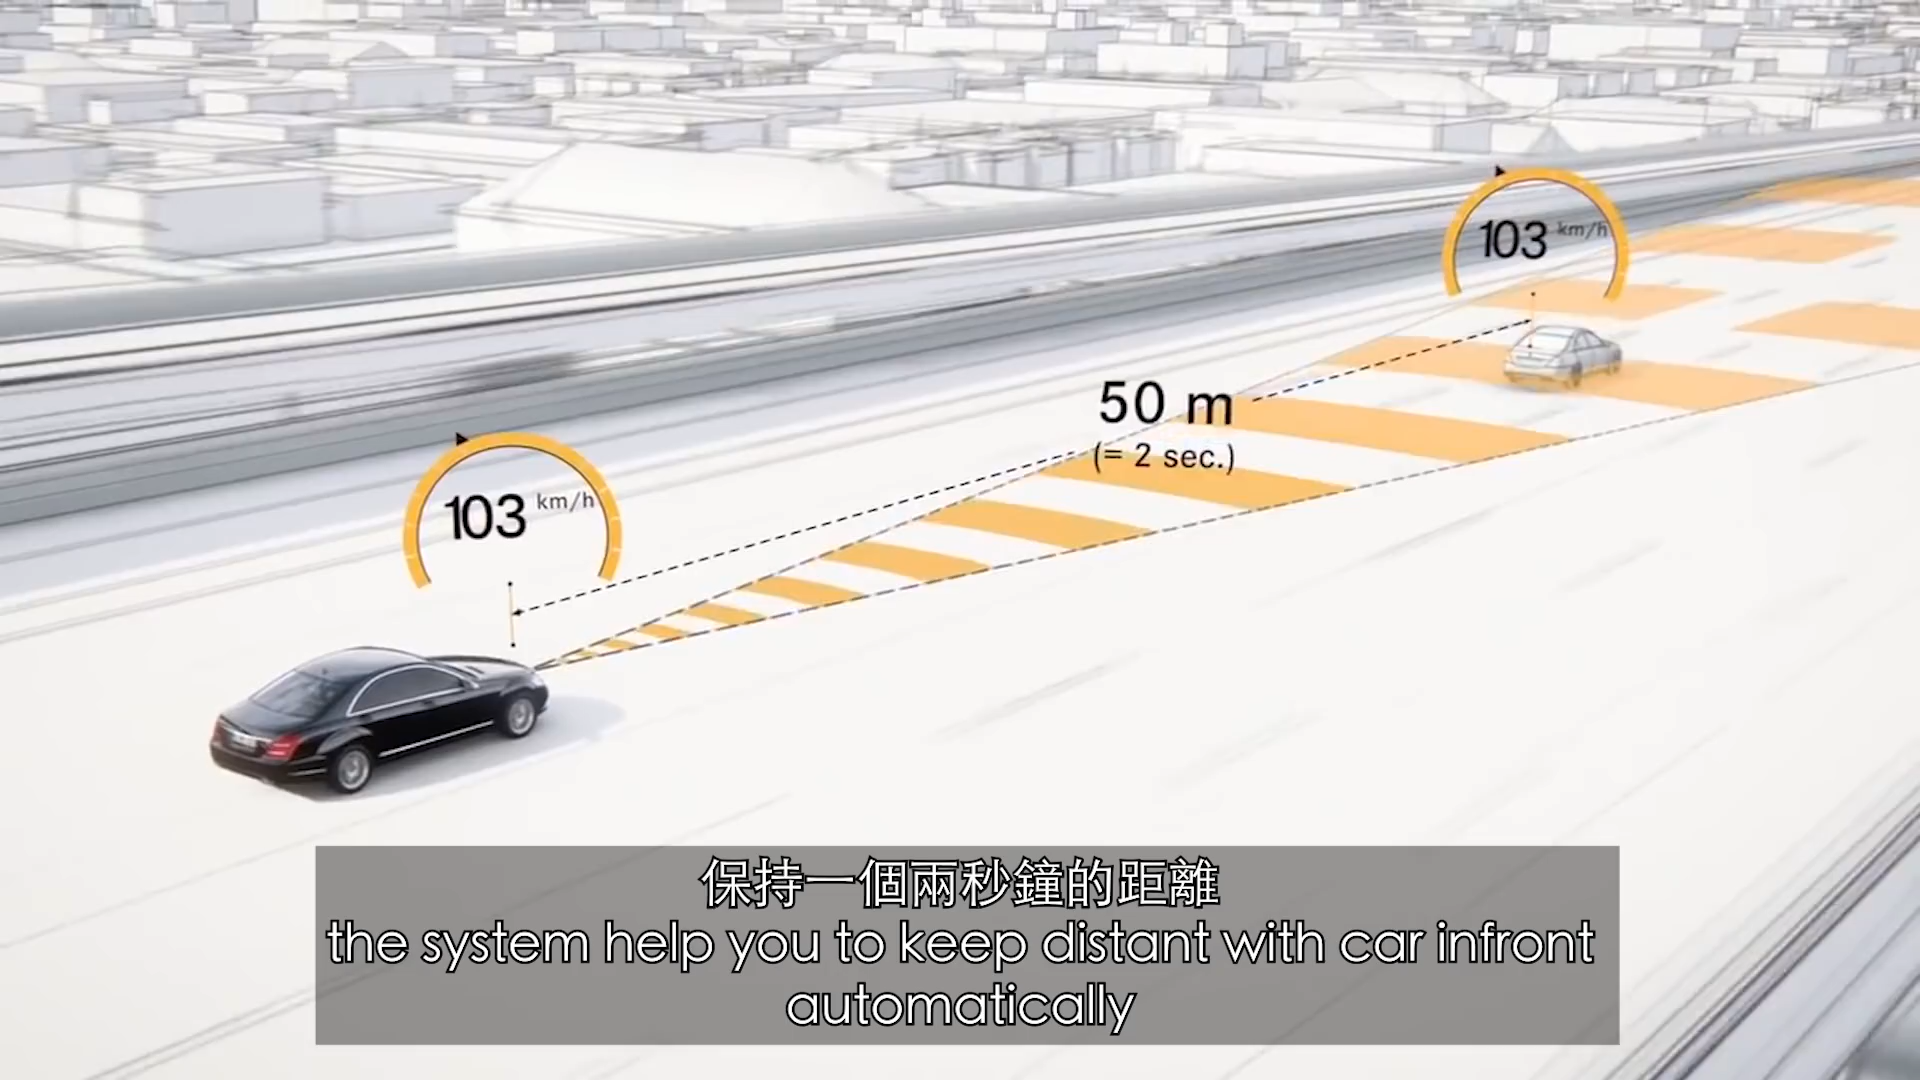 103 km/h
50 m
(= 2 sec.)
103 km/h
保持一個兩秒鐘的距離
the system help you to keep distant with car infront
automatically